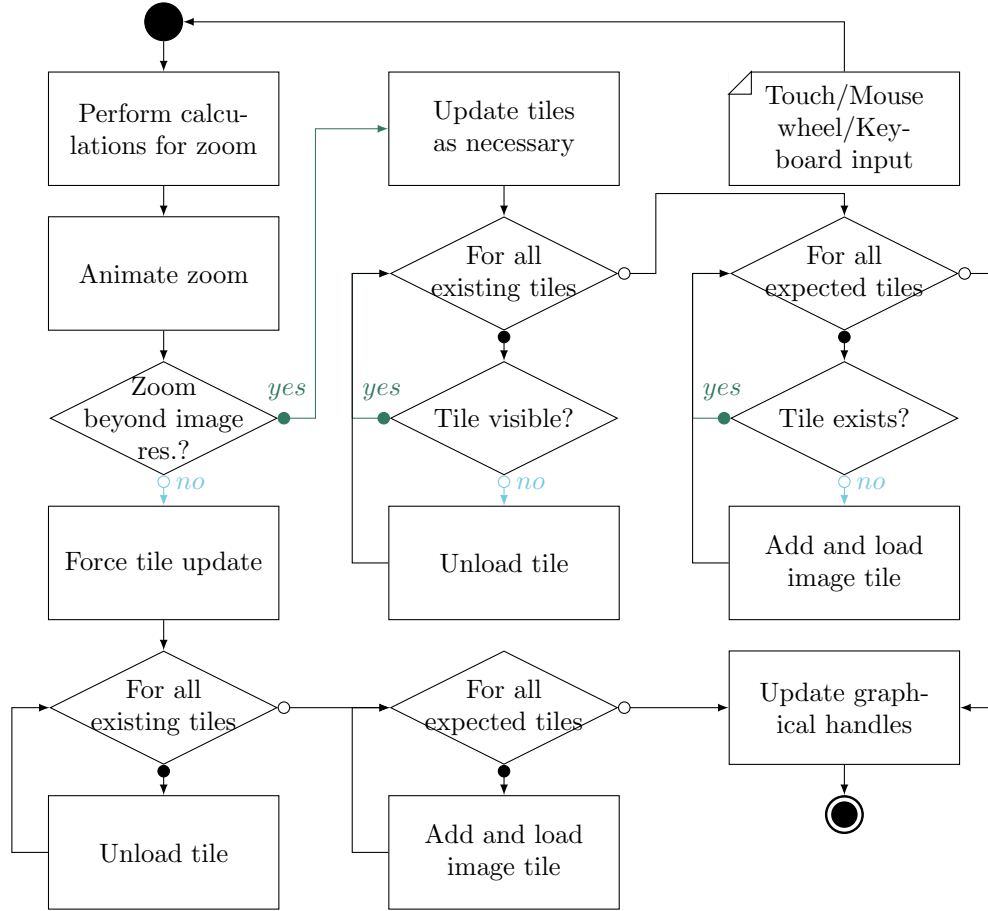 Perform calcu-
lations for zoom
Update tiles
as necessary
Touch/Mouse
wheel/Key-
board input
Animate zoom
For all
existing tiles
For all
expected tiles
Zoom
beyond image
res.?
yes
no
yes
Tile visible?
no
yes
Tile exists?
no
Force tile update
Unload tile
Add and load
image tile
For all
existing tiles
For all
expected tiles
Update graph-
ical handles
Unload tile
Add and load
image tile